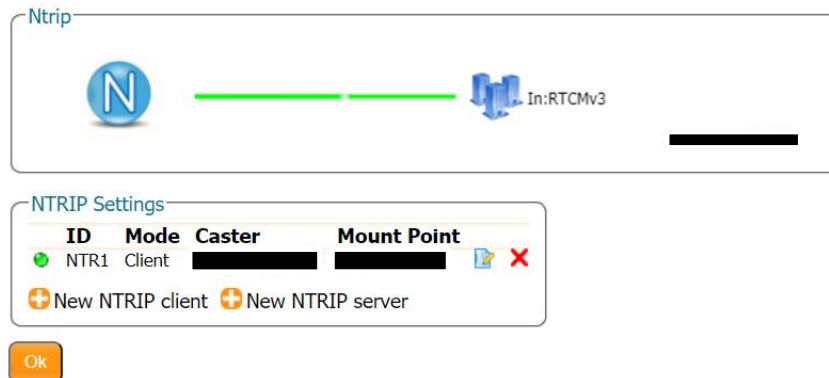 Ntrip
N
In:RTCMv3
NTRIP Settings
ID Mode Caster Mount Point
NTR1 Client
New NTRIP client New NTRIP server
Ok